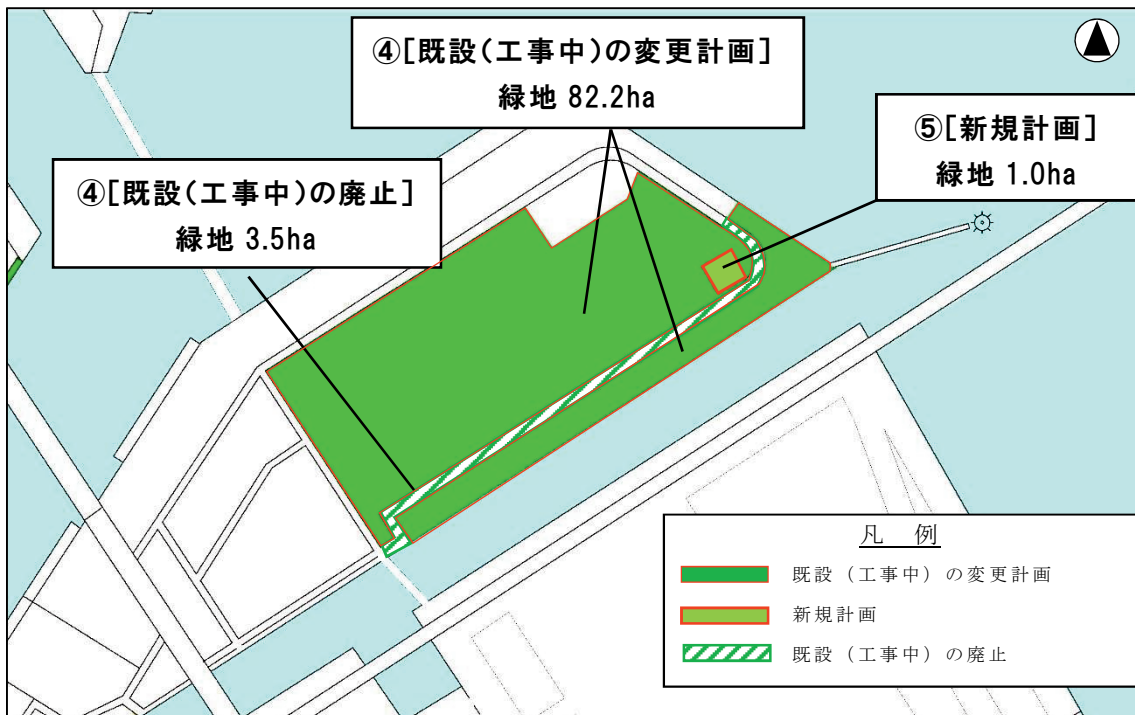 ④[既設(工事中)の変更計画]
緑地 82.2ha
⑤[新規計画]
緑地 1.0ha
④[既設(工事中)の廃止]
緑地 3.5ha
凡 例
既設（工事中）の変更計画
新規計画
既設（工事中）の廃止